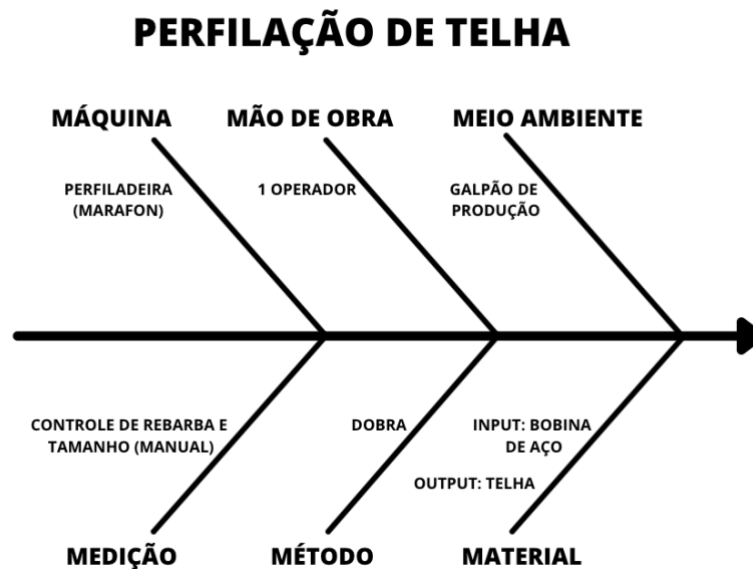 PERFILAÇÃO DE TELHA
MÁQUINA
MÃO DE OBRA
MEIO AMBIENTE
PERFILADEIRA
(MARAFON)
1 OPERADOR
GALPÃO DE
PRODUÇÃO
CONTROLE DE REBARBA E
TAMANHO (MANUAL)
DOBRA
INPUT: BOBINA
DE AÇO
OUTPUT: TELHA
MEDIÇÃO
MÉTODO
MATERIAL